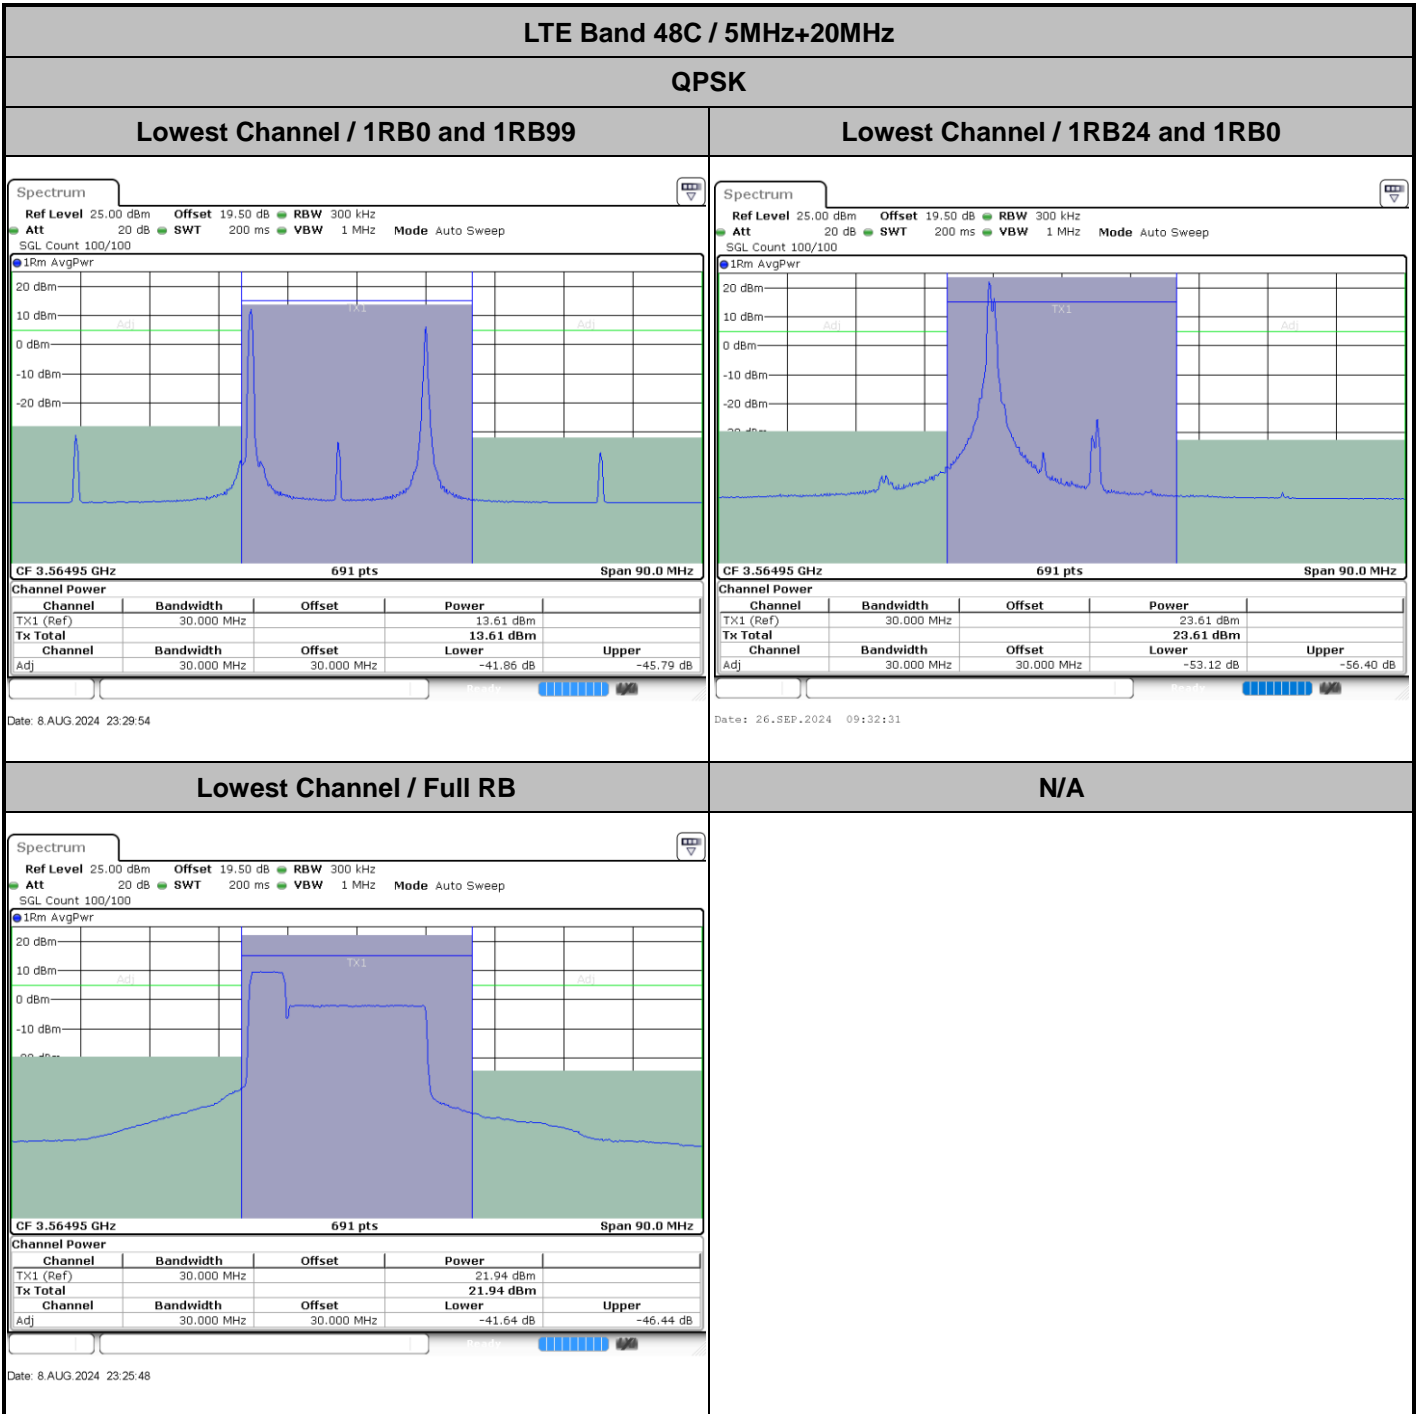 LTE Band 48C / 5MHz+20MHz
QPSK
Lowest Channel / 1RB0 and 1RB99
Lowest Channel / 1RB24 and 1RB0
Spectrum
Ref Level 25.00 dBm Offset 19.50 dB RBW 300 kHz
Att 20 dB SWT 200 ms VBW 1 MHz Mode Auto Sweep
SGL Count 100/100
1Rm AvgPwr
20 dBm
10 dBm
0 dBm
-10 dBm
-20 dBm
Adj
TX1
Adj
CF 3.56495 GHz 691 pts Span 90.0 MHz
Channel Power
Channel Bandwidth Offset Power
TX1 (Ref) 30.000 MHz 13.61 dBm
Tx Total 13.61 dBm
Channel Bandwidth Offset Lower Upper
Adj 30.000 MHz 30.000 MHz -41.86 dB -45.79 dB
Ready
Date: 8.AUG.2024 23:29:54
Spectrum
Ref Level 25.00 dBm Offset 19.50 dB RBW 300 kHz
Att 20 dB SWT 200 ms VBW 1 MHz Mode Auto Sweep
SGL Count 100/100
1Rm AvgPwr
20 dBm
10 dBm
0 dBm
-10 dBm
-20 dBm
Adj
TX1
Adj
CF 3.56495 GHz 691 pts Span 90.0 MHz
Channel Power
Channel Bandwidth Offset Power
TX1 (Ref) 30.000 MHz 23.61 dBm
Tx Total 23.61 dBm
Channel Bandwidth Offset Lower Upper
Adj 30.000 MHz 30.000 MHz -53.12 dB -56.40 dB
Ready
Date: 26.SEP.2024 09:32:31
Lowest Channel / Full RB
N/A
Spectrum
Ref Level 25.00 dBm Offset 19.50 dB RBW 300 kHz
Att 20 dB SWT 200 ms VBW 1 MHz Mode Auto Sweep
SGL Count 100/100
1Rm AvgPwr
20 dBm
10 dBm
0 dBm
-10 dBm
Adj
TX1
Adj
CF 3.56495 GHz 691 pts Span 90.0 MHz
Channel Power
Channel Bandwidth Offset Power
TX1 (Ref) 30.000 MHz 21.94 dBm
Tx Total 21.94 dBm
Channel Bandwidth Offset Lower Upper
Adj 30.000 MHz 30.000 MHz -41.64 dB -46.44 dB
Ready
Date: 8.AUG.2024 23:25:48